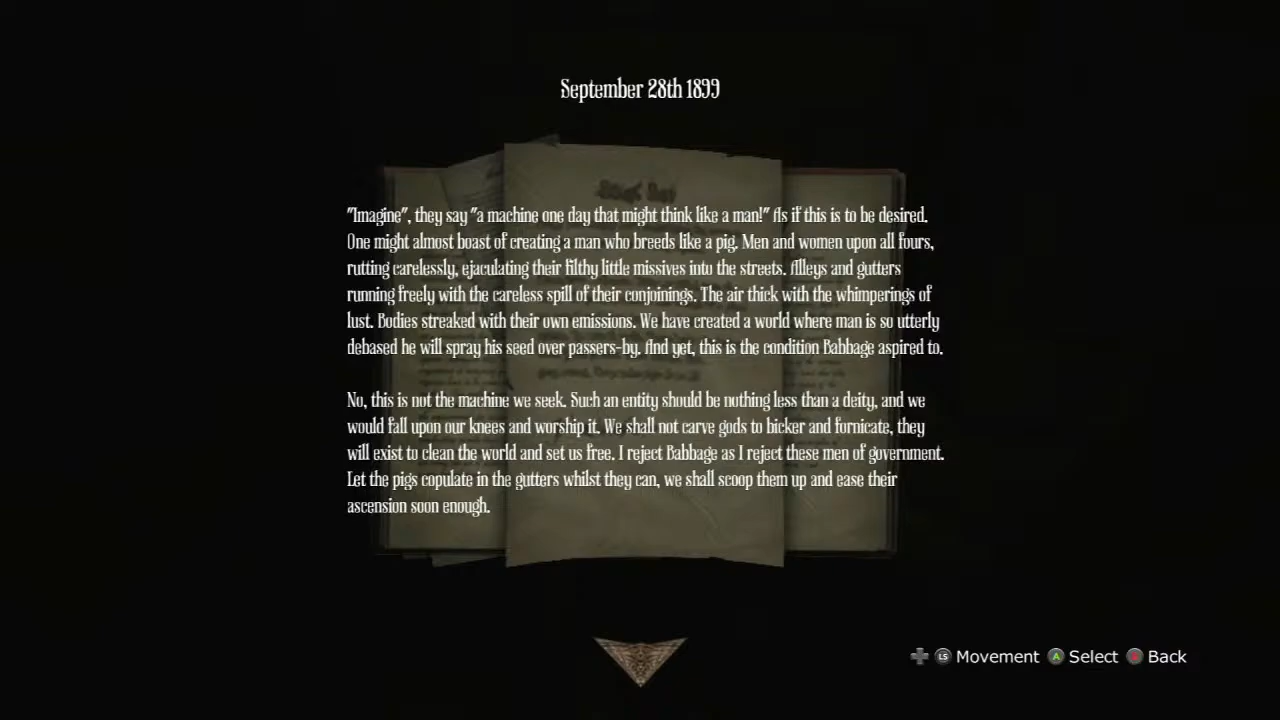 September 28th 1899
"Imagine", they say "a machine one day that might think like a man!" As if this is to be desired.
One might almost boast of creating a man who breeds like a pig. Men and women upon all fours,
rutting carelessly, ejaculating their filthy little missives into the streets. Alleys and gutters
running freely with the careless spill of their conjoinings. The air thick with the whimperings of
lust. Bodies streaked with their own emissions. We have created a world where man is so utterly
debased he will spray his seed over passers-by. And yet, this is the condition Babbage aspired to.
No, this is not the machine we seek. Such an entity should be nothing less than a deity, and we
would fall upon our knees and worship it. We shall not carve gods to bicker and fornicate, they
will exist to clean the world and set us free. I reject Babbage as I reject these men of government.
Let the pigs copulate in the gutters whilst they can, we shall scoop them up and ease their
ascension soon enough.
LS Movement A Select B Back